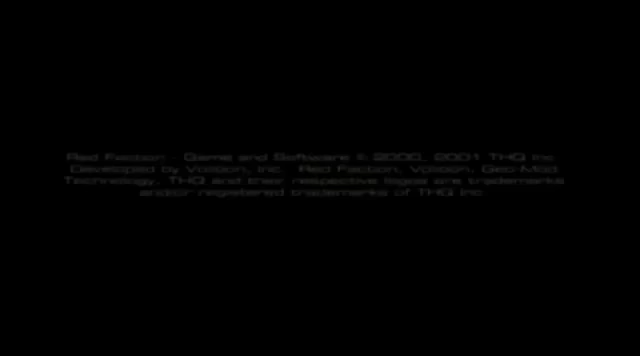 Red Faction - Game and Software © 2000, 2001 THQ Inc
Developed by Volition, Inc. Red Faction, Volition, Geo-Mod
Technology, THQ and their respective logos are trademarks
and/or registered trademarks of THQ Inc